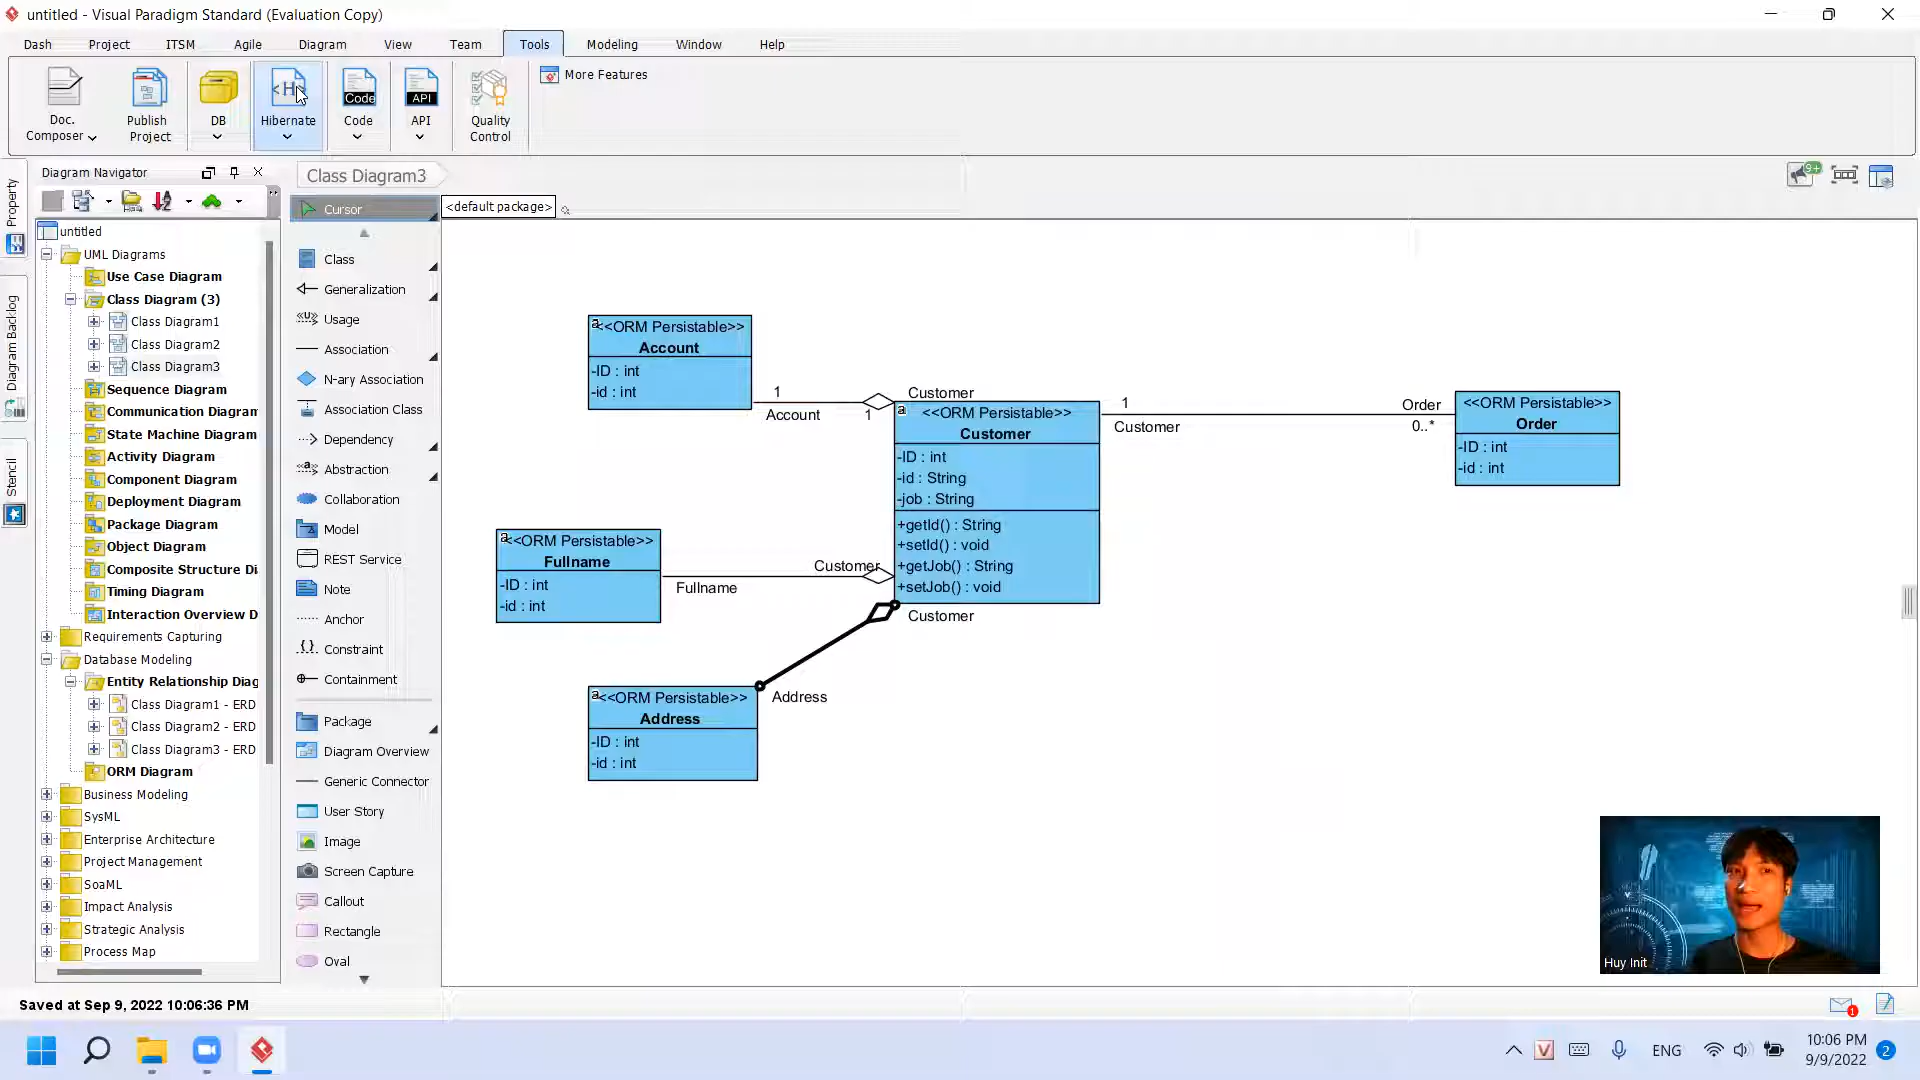 untitled - Visual Paradigm Standard (Evaluation Copy)
Dash Project ITSM Agile Diagram View Team Tools Modeling Window Help
Doc. Composer
Publish Project
DB
Hibernate
<H>
Code
Code
API
API
Quality Control
More Features
Property
Diagram Backlog
Stencil
Diagram Navigator
untitled
UML Diagrams
Use Case Diagram
Class Diagram (3)
Class Diagram1
Class Diagram2
Class Diagram3
Sequence Diagram
Communication Diagram
State Machine Diagram
Activity Diagram
Component Diagram
Deployment Diagram
Package Diagram
Object Diagram
Composite Structure Di
Timing Diagram
Interaction Overview D
Requirements Capturing
Database Modeling
Entity Relationship Diag
Class Diagram1 - ERD
Class Diagram2 - ERD
Class Diagram3 - ERD
ORM Diagram
Business Modeling
SysML
Enterprise Architecture
Project Management
SoaML
Impact Analysis
Strategic Analysis
Process Map
Class Diagram3
<default package>
9+
Cursor
Class
Generalization
Usage
Association
N-ary Association
Association Class
Dependency
Abstraction
Collaboration
Model
REST Service
Note
Anchor
Constraint
Containment
Package
Diagram Overview
Generic Connector
User Story
Image
Screen Capture
Callout
Rectangle
Oval
a
<<ORM Persistable>>
Account
-ID : int
-id : int
1
Account
1
Customer
a
<<ORM Persistable>>
Customer
-ID : int
-id : String
-job : String
+getId() : String
+setId() : void
+getJob() : String
+setJob() : void
1
Customer
Order
0..*
<<ORM Persistable>>
Order
-ID : int
-id : int
a
<<ORM Persistable>>
Fullname
-ID : int
-id : int
Fullname
Customer
Customer
Address
a
<<ORM Persistable>>
Address
-ID : int
-id : int
Huy Init
Saved at Sep 9, 2022 10:06:36 PM
1
V
ENG
10:06 PM
9/9/2022
2